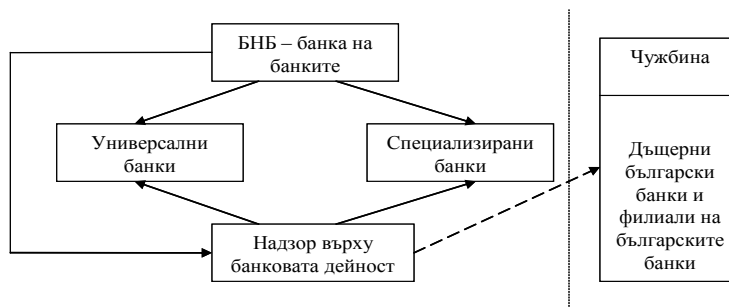 БНБ – банка на
банките
Чужбина
Универсални
банки
Специализирани
банки
Дъщерни
български
банки и
филиали на
българските
банки
Надзор върху
банковата дейност